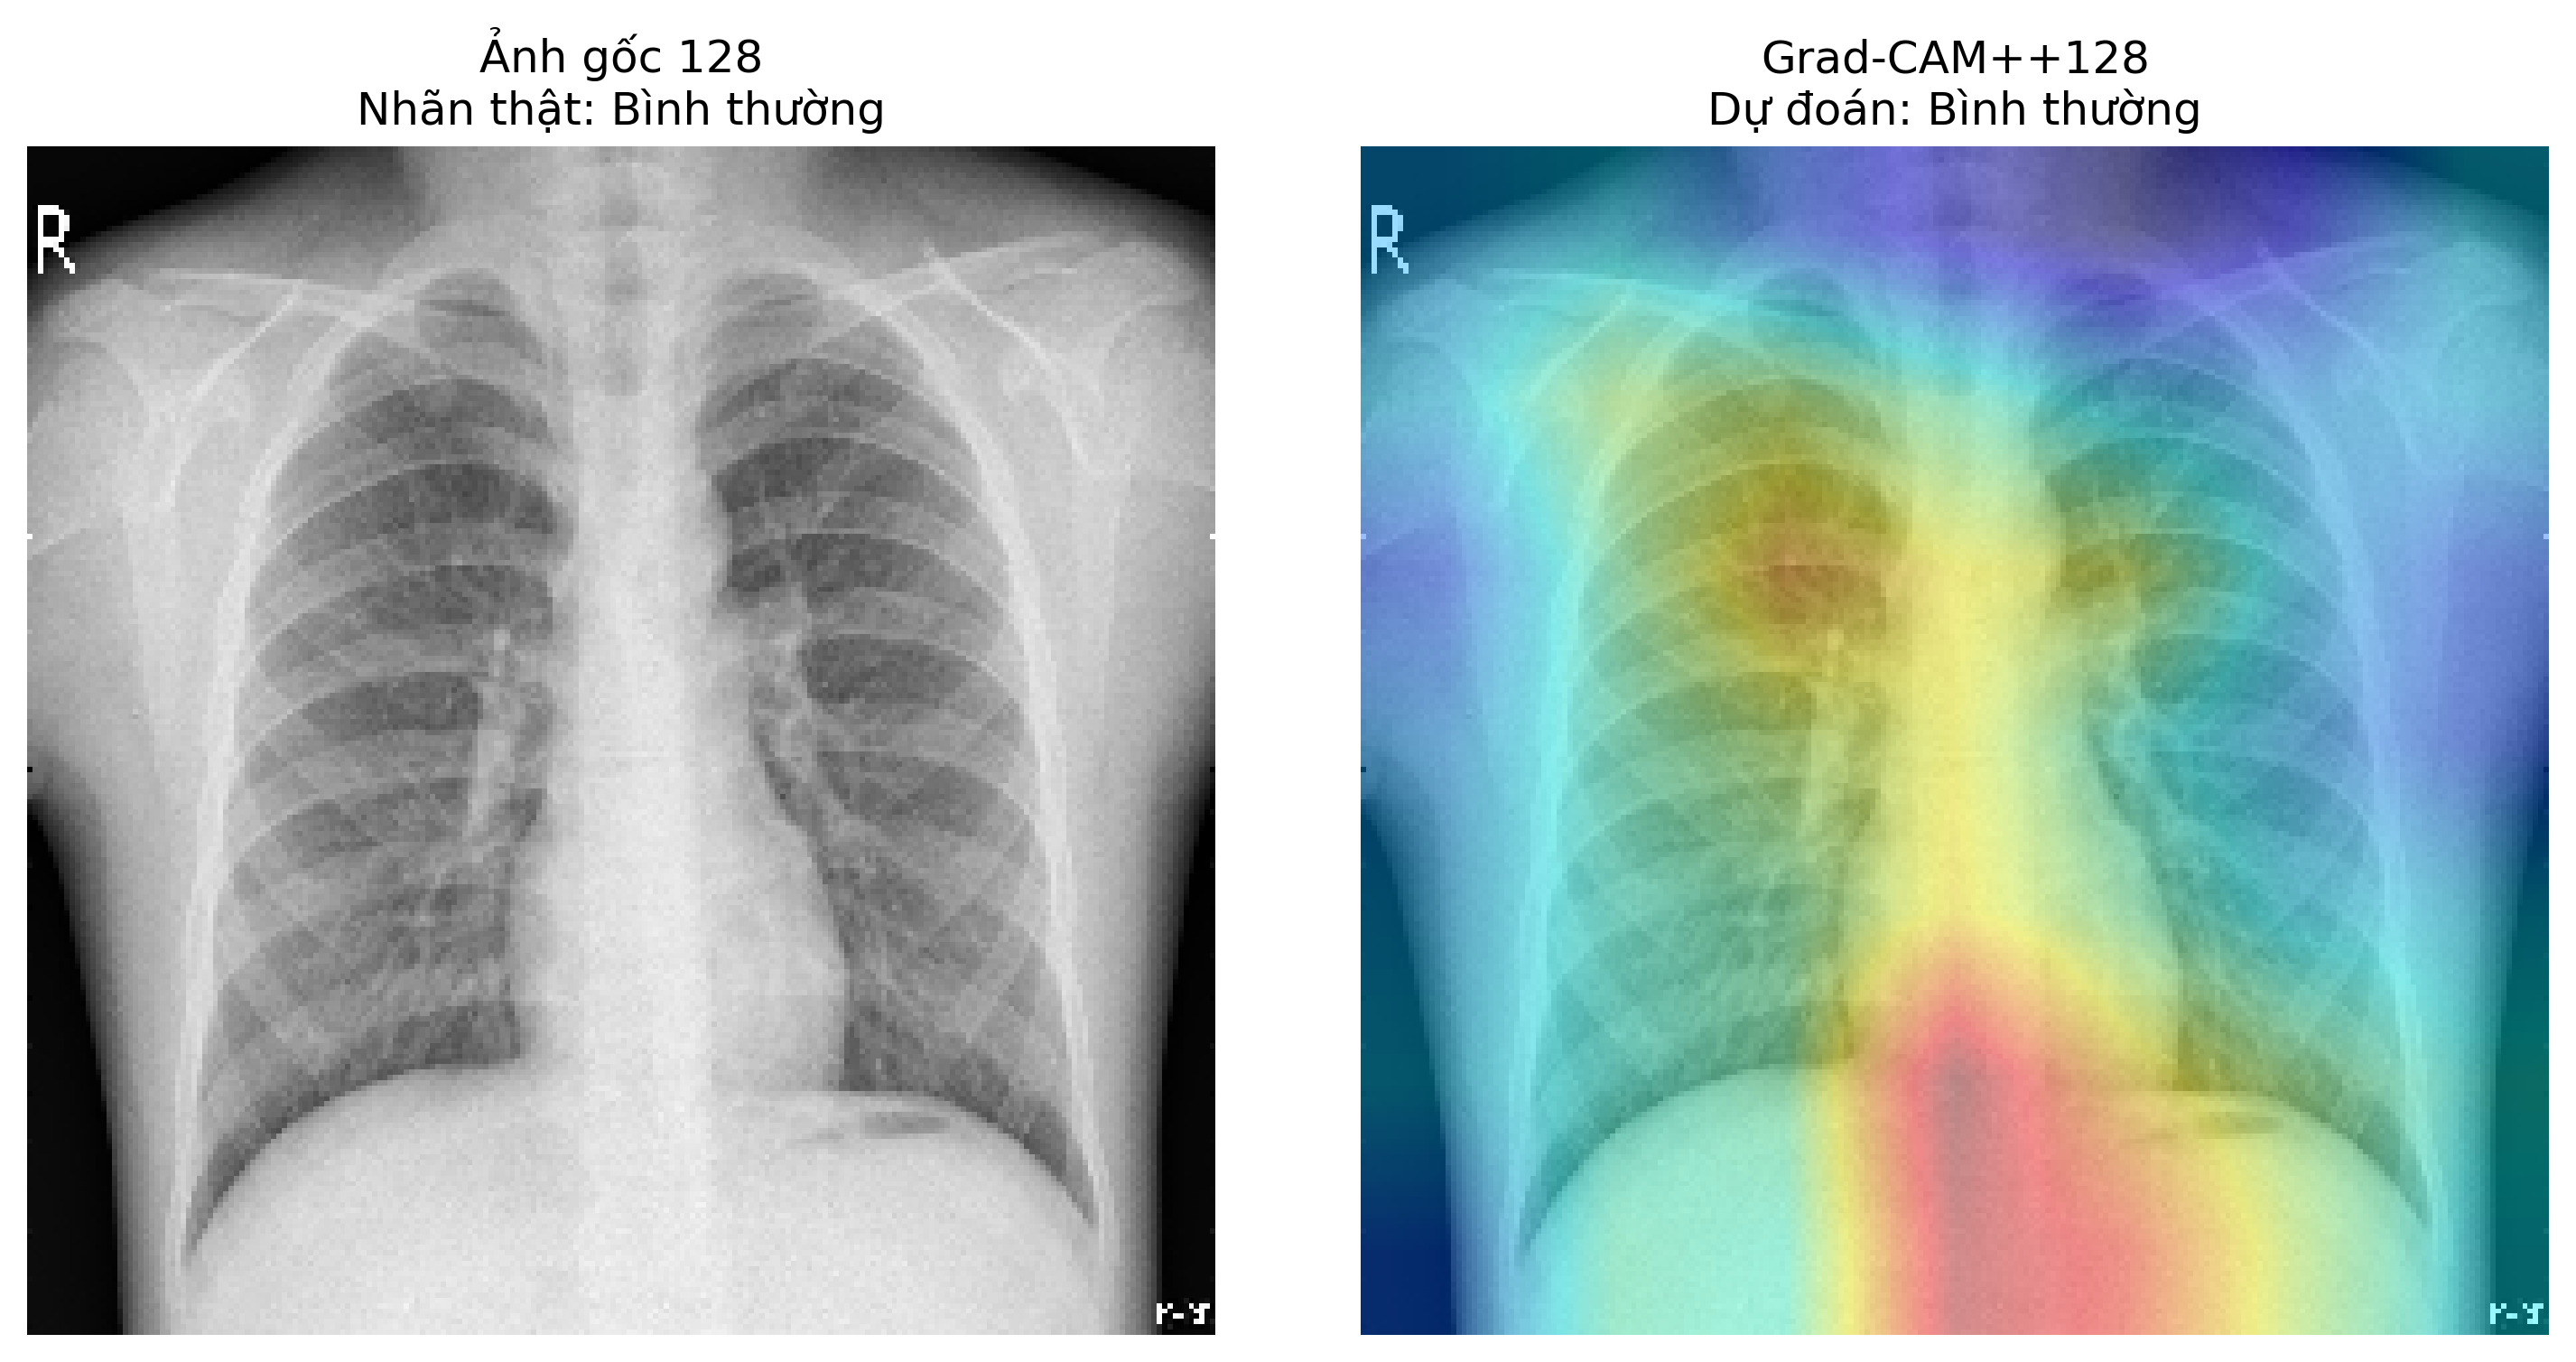 Ảnh gốc 128
Nhãn thật: Bình thường
Grad-CAM++128
Dự đoán: Bình thường
R
R